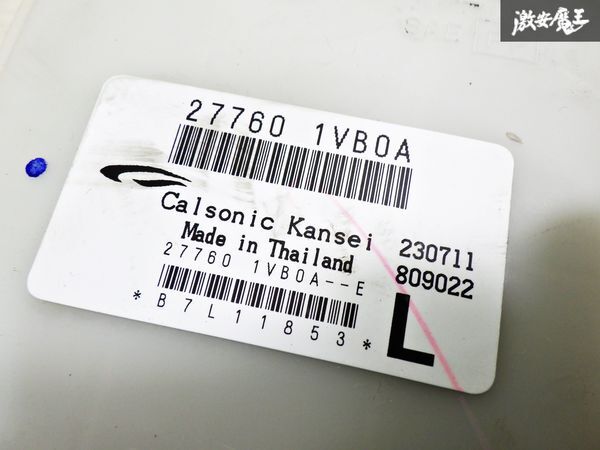 激安魔王
27760 1VB0A
Calsonic Kansei 230711
Made in Thailand 809022
27760 1VB0A--E
*B7L11853*
L